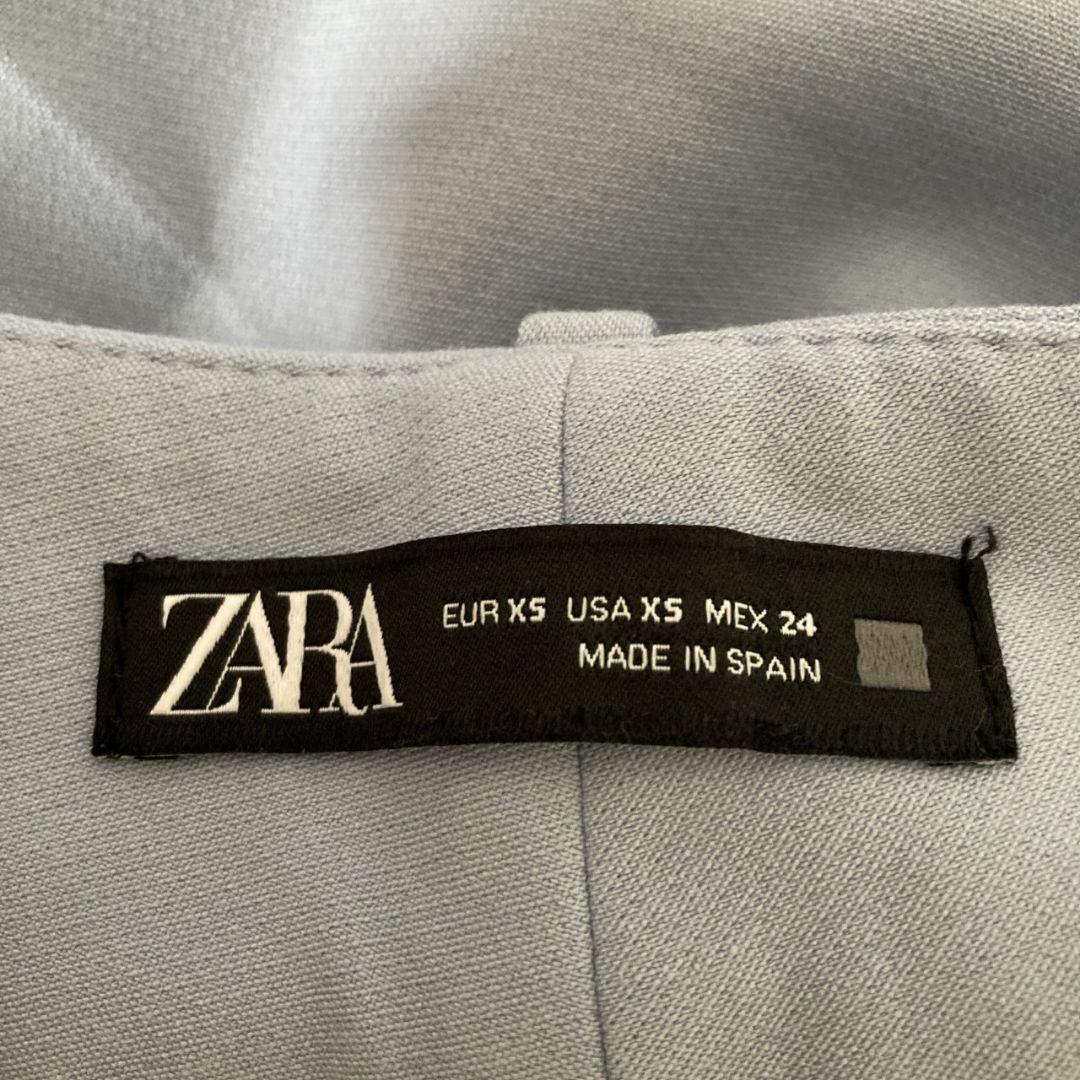 ZARA
EUR XS USA XS MEX 24
MADE IN SPAIN